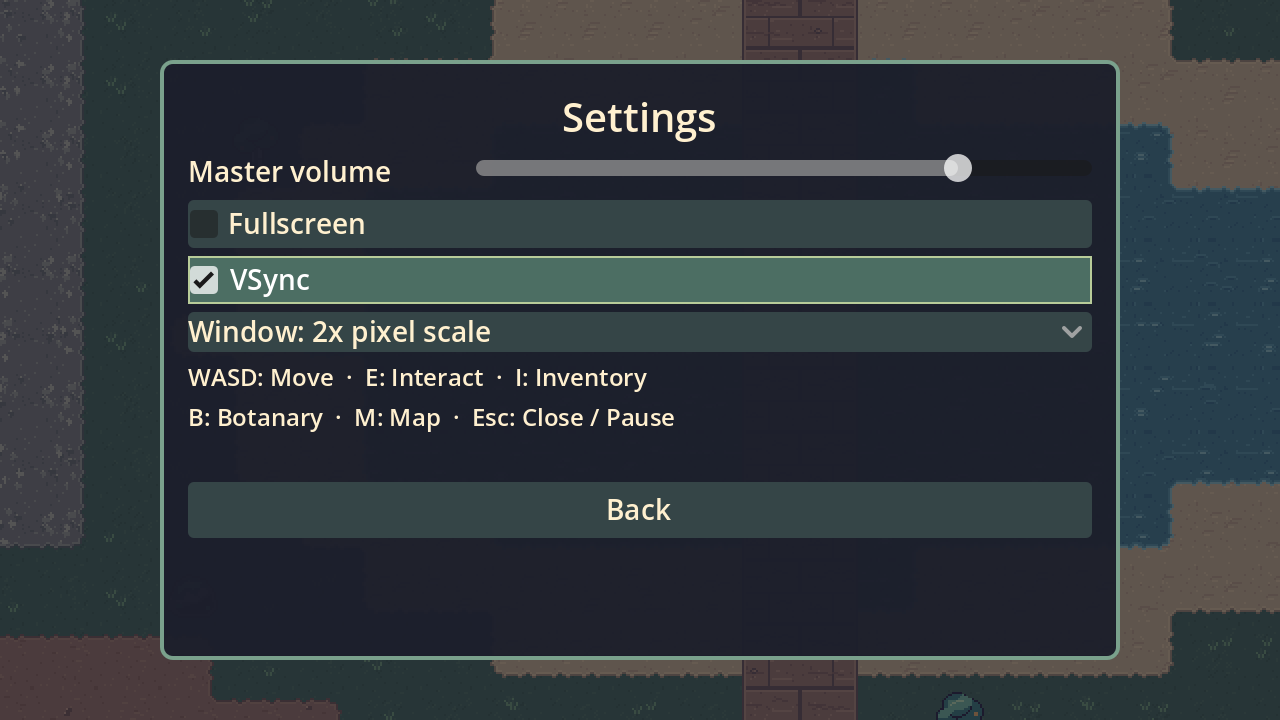 Settings
Master volume
Fullscreen
VSync
Window: 2x pixel scale
WASD: Move · E: Interact · I: Inventory
B: Botanary · M: Map · Esc: Close / Pause
Back